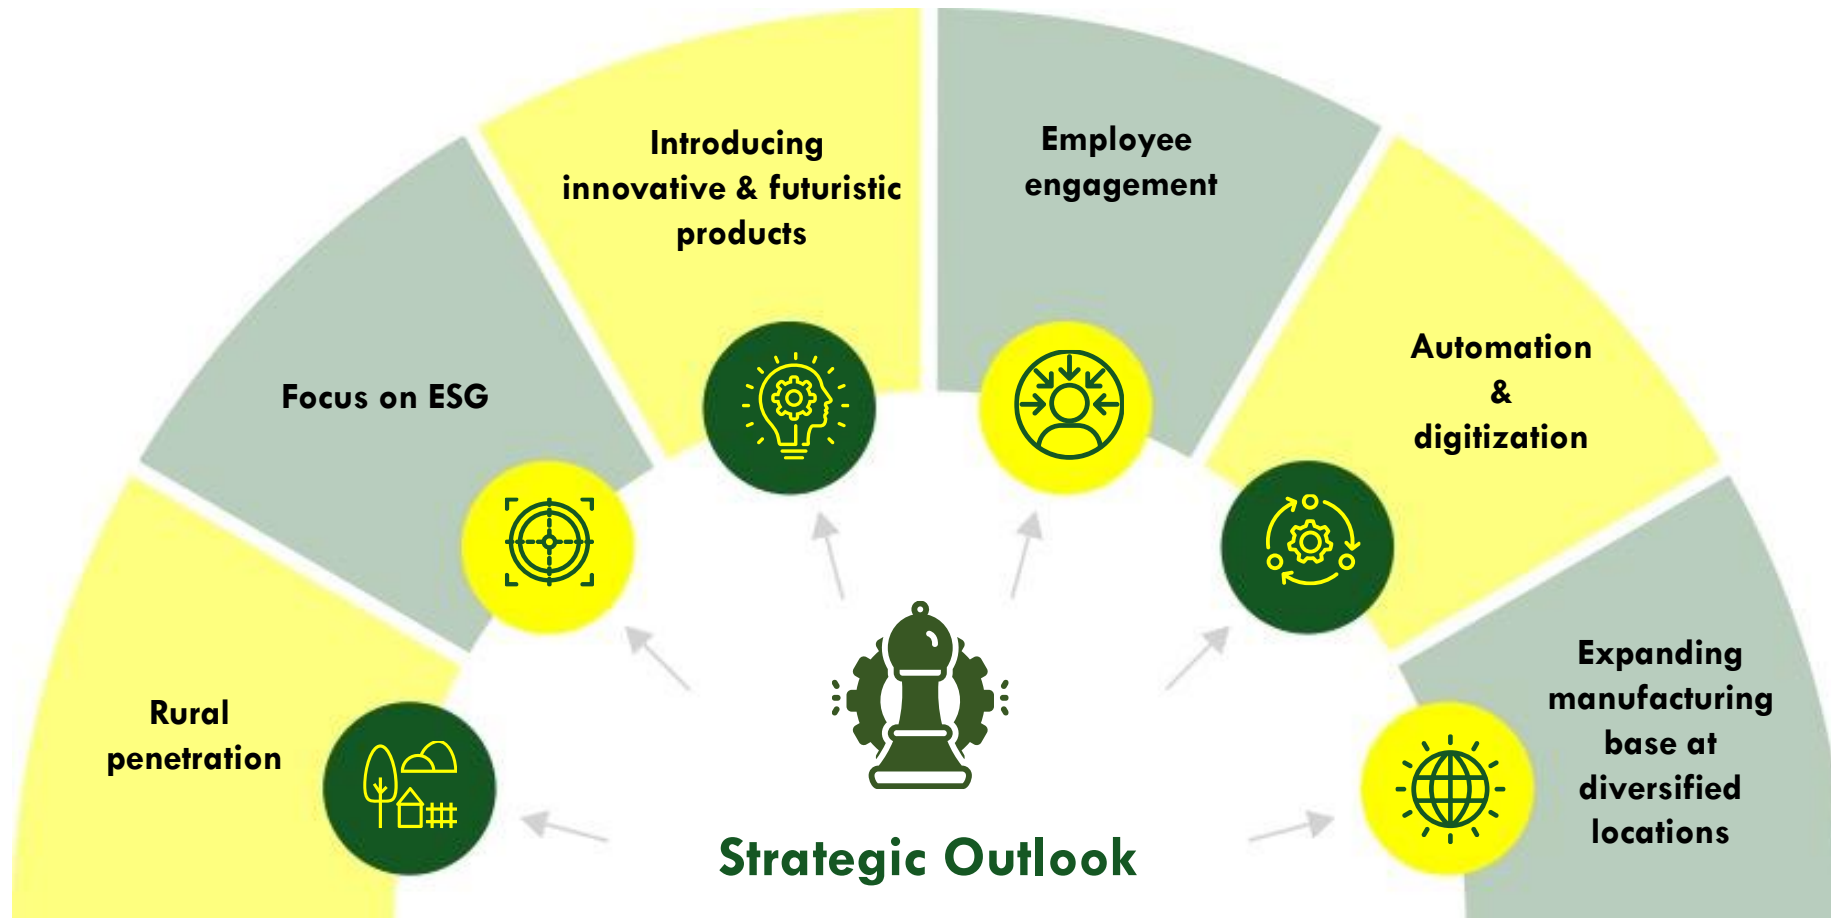 Rural
penetration
Focus on ESG
Introducing
innovative & futuristic
products
Employee
engagement
Automation
&
digitization
Expanding
manufacturing
base at
diversified
locations
Strategic Outlook